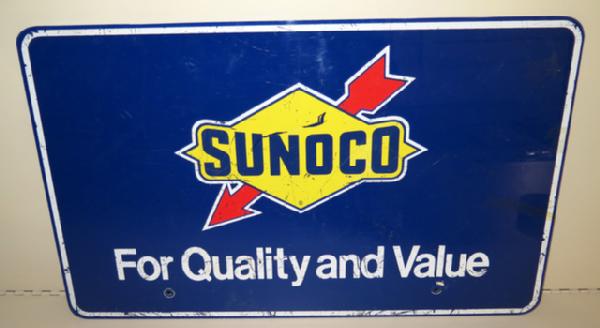 SUNOCO
For Quality and Value